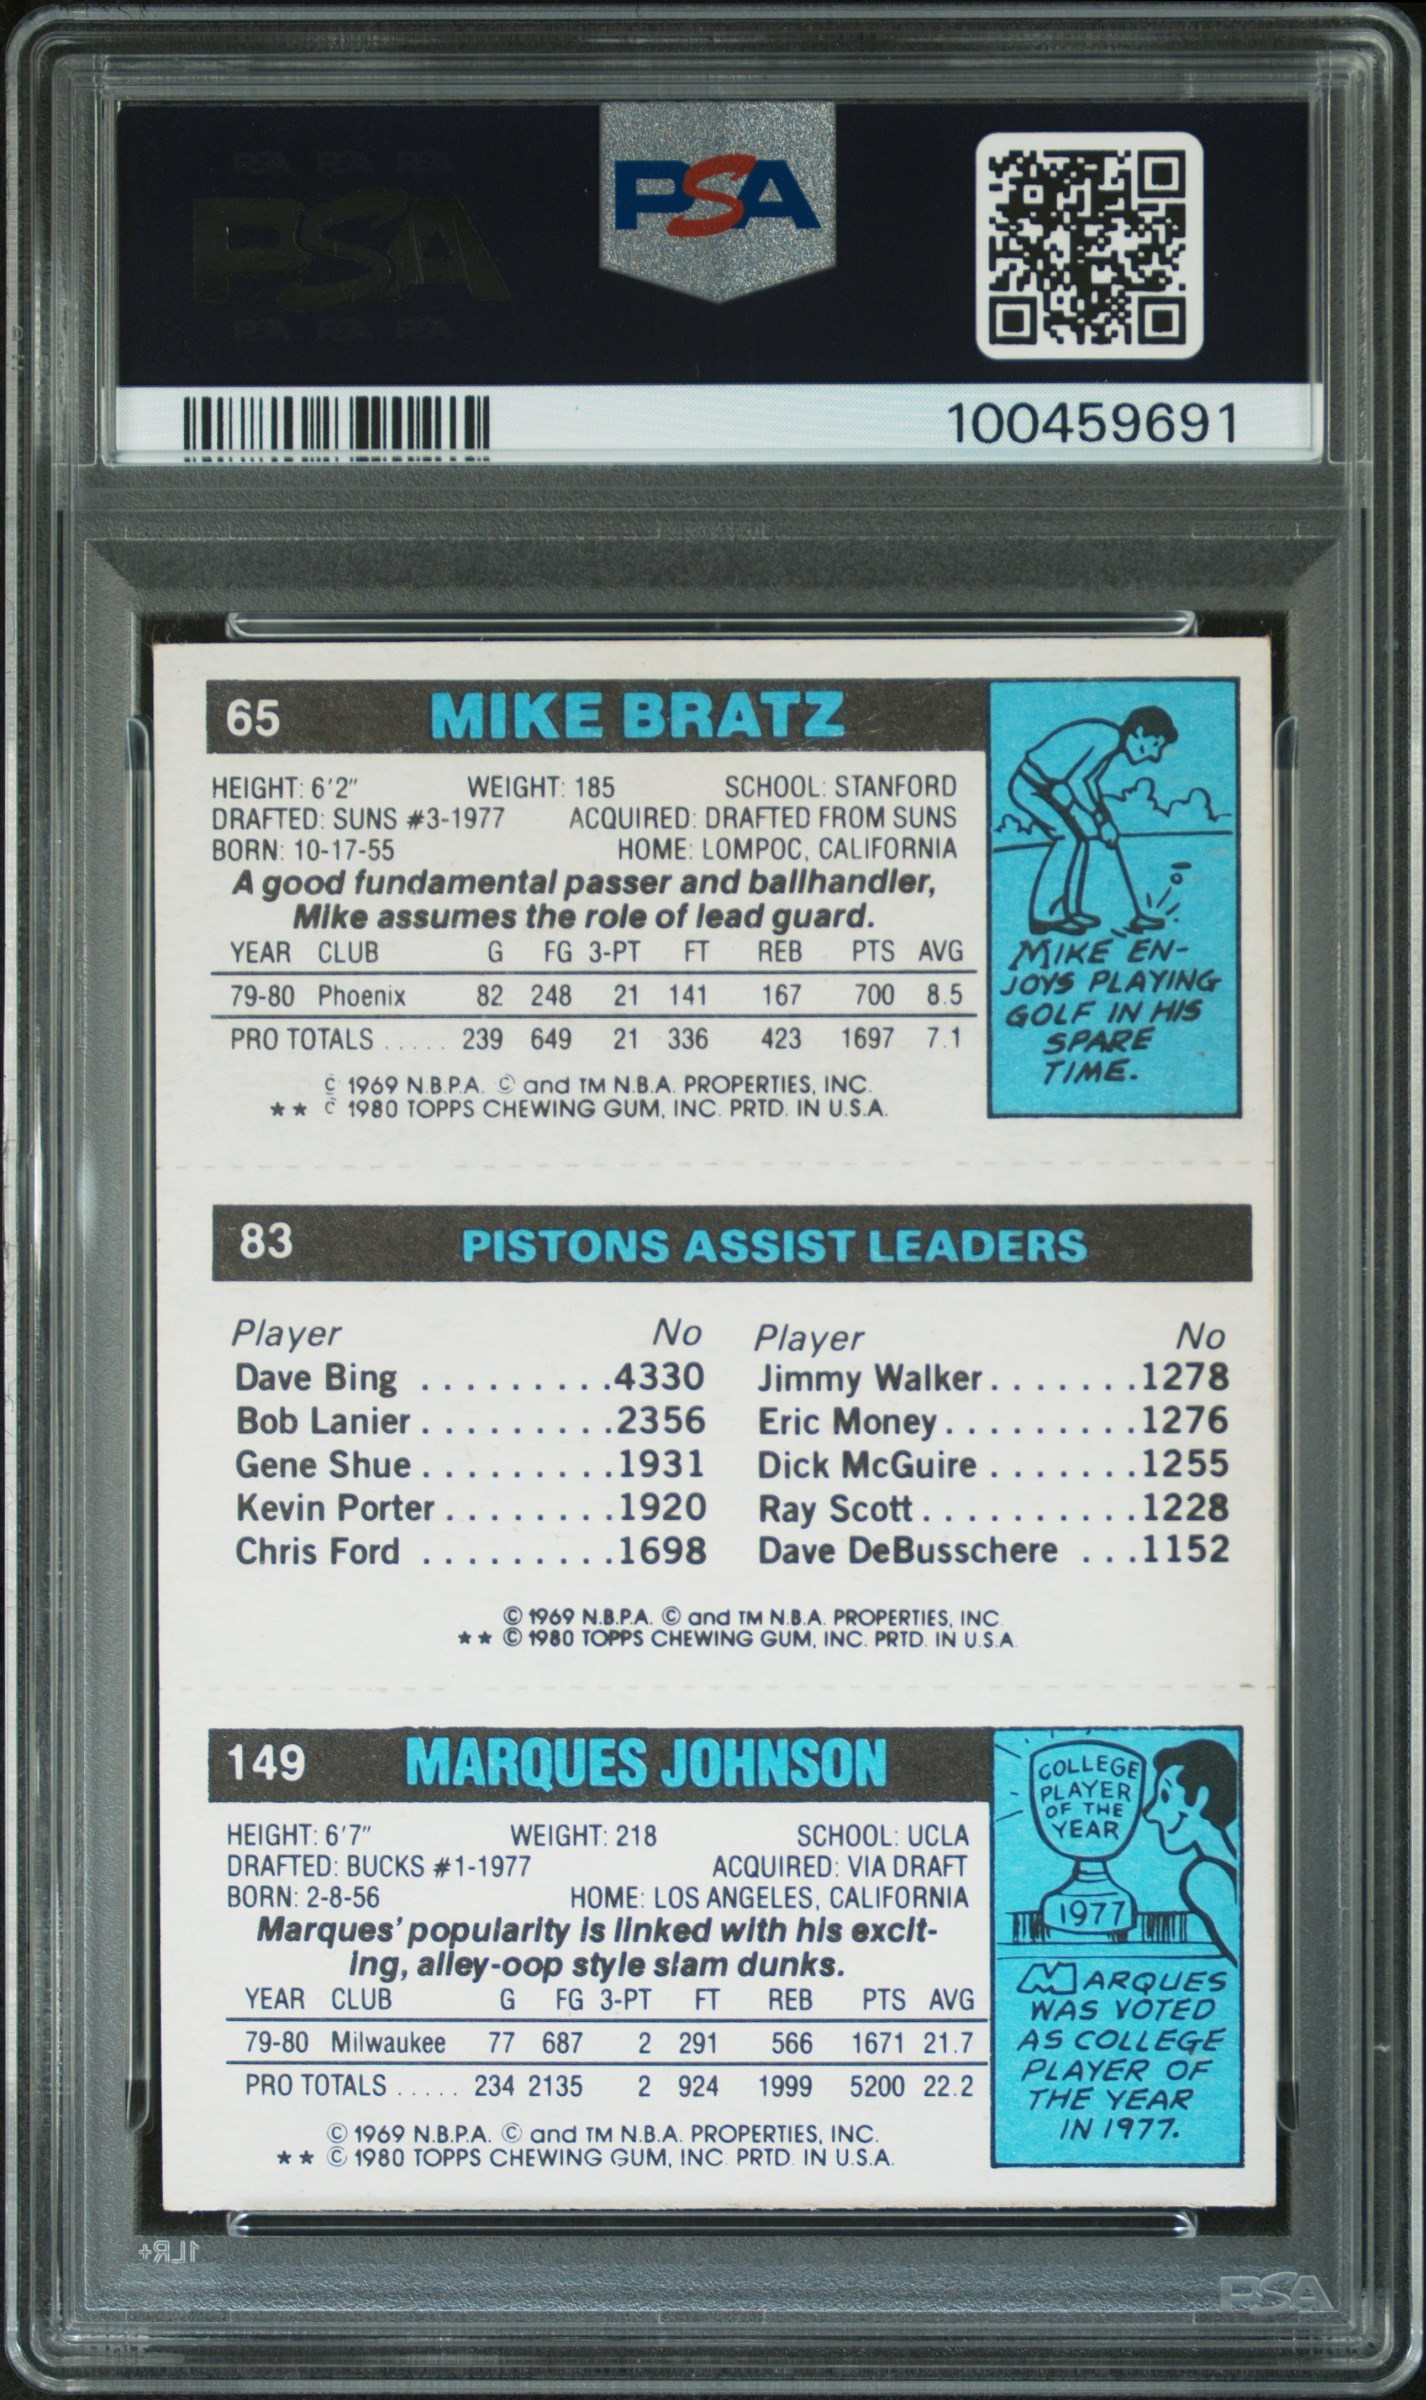 PSA PSA PSA
PSA
PSA PSA PSA
PSA
100459691
65 MIKE BRATZ
HEIGHT: 6'2" WEIGHT: 185 SCHOOL: STANFORD
DRAFTED: SUNS #3-1977 ACQUIRED: DRAFTED FROM SUNS
BORN: 10-17-55 HOME: LOMPOC, CALIFORNIA
A good fundamental passer and ballhandler,
Mike assumes the role of lead guard.
YEAR CLUB G FG 3-PT FT REB PTS AVG
79-80 Phoenix 82 248 21 141 167 700 8.5
PRO TOTALS ..... 239 649 21 336 423 1697 7.1
© 1969 N.B.P.A. © and TM N.B.A. PROPERTIES, INC.
** © 1980 TOPPS CHEWING GUM, INC. PRTD. IN U.S.A.
MIKE EN-
JOYS PLAYING
GOLF IN HIS
SPARE
TIME.
83 PISTONS ASSIST LEADERS
Player No Player No
Dave Bing .........4330 Jimmy Walker.......1278
Bob Lanier.........2356 Eric Money.........1276
Gene Shue.........1931 Dick McGuire.......1255
Kevin Porter........1920 Ray Scott..........1228
Chris Ford .........1698 Dave DeBusschere ...1152
© 1969 N.B.P.A. © and TM N.B.A. PROPERTIES, INC.
** © 1980 TOPPS CHEWING GUM, INC. PRTD. IN U.S.A.
149 MARQUES JOHNSON
HEIGHT: 6'7" WEIGHT: 218 SCHOOL: UCLA
DRAFTED: BUCKS #1-1977 ACQUIRED: VIA DRAFT
BORN: 2-8-56 HOME: LOS ANGELES, CALIFORNIA
Marques' popularity is linked with his excit-
ing, alley-oop style slam dunks.
YEAR CLUB G FG 3-PT FT REB PTS AVG
79-80 Milwaukee 77 687 2 291 566 1671 21.7
PRO TOTALS ..... 234 2135 2 924 1999 5200 22.2
© 1969 N.B.P.A. © and TM N.B.A. PROPERTIES, INC.
** © 1980 TOPPS CHEWING GUM, INC. PRTD. IN U.S.A.
COLLEGE
PLAYER
OF THE
YEAR
1977
MARQUES
WAS VOTED
AS COLLEGE
PLAYER OF
THE YEAR
IN 1977.
1LR+
PSA